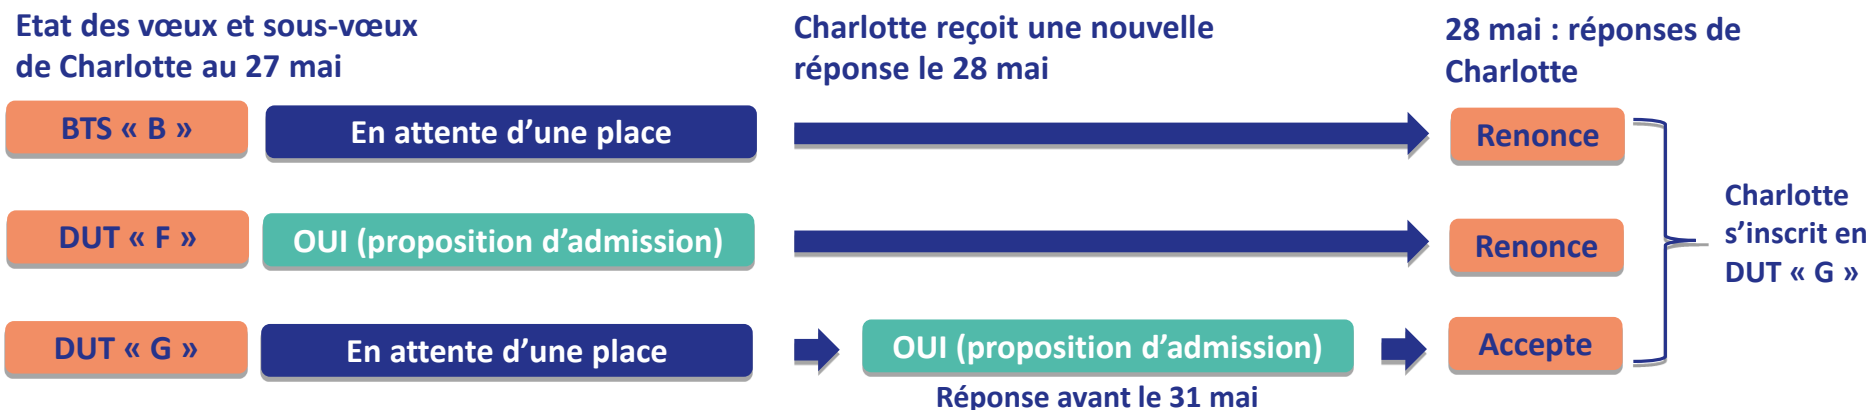 Etat des vœux et sous-vœux
de Charlotte au 27 mai
Charlotte reçoit une nouvelle
réponse le 28 mai
28 mai : réponses de
Charlotte
BTS « B »
En attente d’une place
Renonce
DUT « F »
OUI (proposition d’admission)
Renonce
Charlotte
s’inscrit en
DUT « G »
DUT « G »
En attente d’une place
OUI (proposition d’admission)
Accepte
Réponse avant le 31 mai